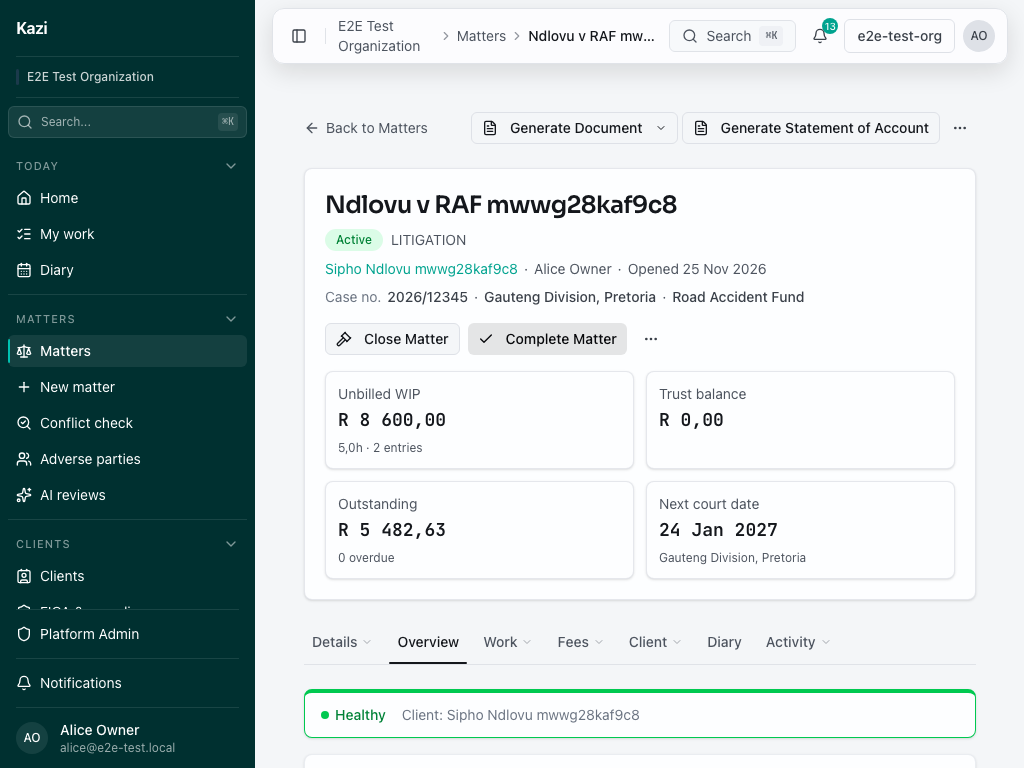 Kazi
E2E Test Organization
Search...
⌘K
TODAY
Home
My work
Diary
MATTERS
Matters
New matter
Conflict check
Adverse parties
AI reviews
CLIENTS
Clients
Platform Admin
Notifications
AO
Alice Owner
alice@e2e-test.local
E2E Test
Organization
Matters
Ndlovu v RAF mw...
Search
⌘K
13
e2e-test-org
AO
Back to Matters
Generate Document
Generate Statement of Account
Ndlovu v RAF mwwg28kaf9c8
Active LITIGATION
Sipho Ndlovu mwwg28kaf9c8 · Alice Owner · Opened 25 Nov 2026
Case no. 2026/12345 · Gauteng Division, Pretoria · Road Accident Fund
Close Matter
Complete Matter
Unbilled WIP
R 8 600,00
5,0h · 2 entries
Trust balance
R 0,00
Outstanding
R 5 482,63
0 overdue
Next court date
24 Jan 2027
Gauteng Division, Pretoria
Details
Overview
Work
Fees
Client
Diary
Activity
Healthy
Client: Sipho Ndlovu mwwg28kaf9c8